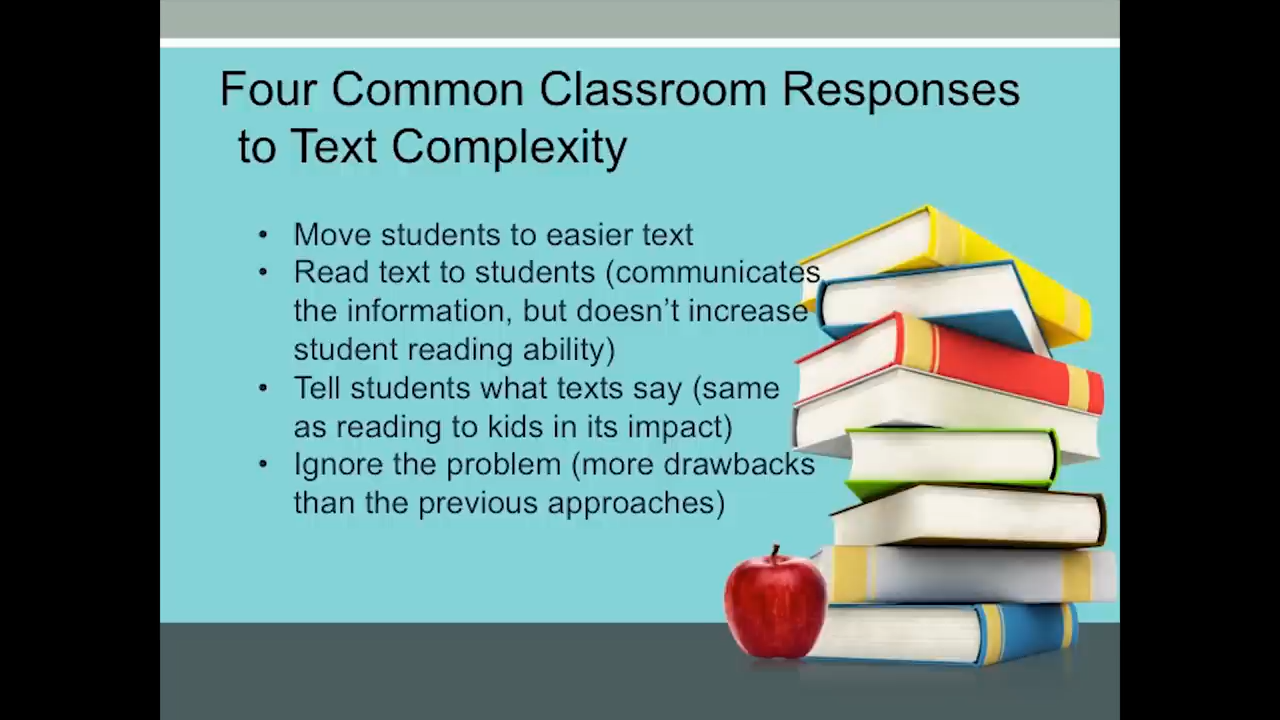 Four Common Classroom Responses
to Text Complexity
• Move students to easier text
• Read text to students (communicates
the information, but doesn’t increase
student reading ability)
• Tell students what texts say (same
as reading to kids in its impact)
• Ignore the problem (more drawbacks
than the previous approaches)